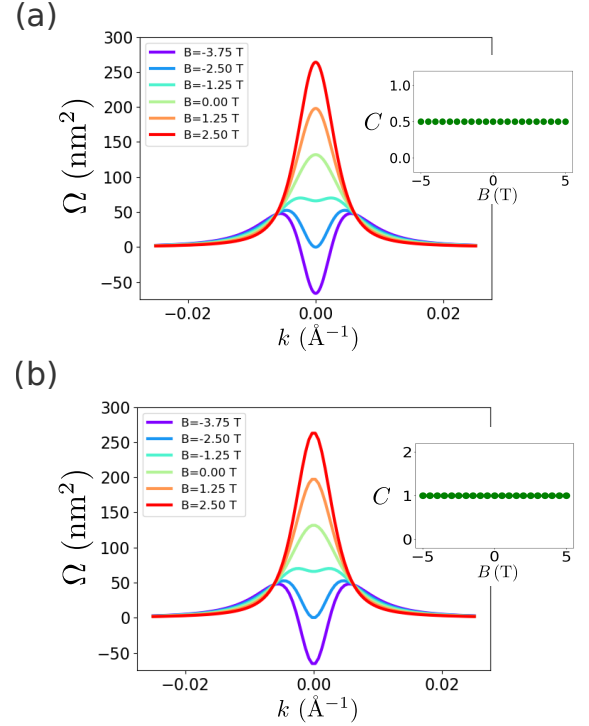 (a)
300
250
200
150
100
50
0
−50
Ω (nm²)
B=-3.75 T
B=-2.50 T
B=-1.25 T
B=0.00 T
B=1.25 T
B=2.50 T
−0.02 0.00 0.02
k (Å⁻¹)
1.0
0.5
0.0
C
−5 0 5
B (T)
(b)
300
250
200
150
100
50
0
−50
Ω (nm²)
B=-3.75 T
B=-2.50 T
B=-1.25 T
B=0.00 T
B=1.25 T
B=2.50 T
−0.02 0.00 0.02
k (Å⁻¹)
2
1
0
C
−5 0 5
B (T)